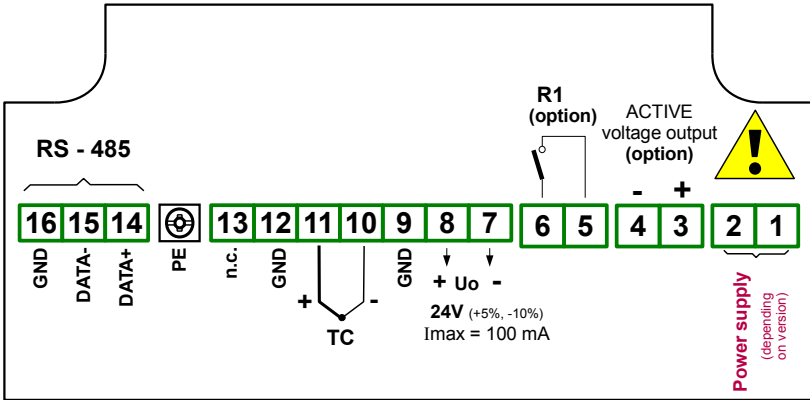 R1
(option)
ACTIVE
voltage output
(option)
- +
!
RS - 485
16 15 14
PE
13 12 11 10 9 8 7
6 5
4 3
2 1
GND
DATA-
DATA+
n.c.
GND
+ -
TC
GND
+ Uo -
24V (+5%, -10%)
Imax = 100 mA
Power supply
(depending
on version)